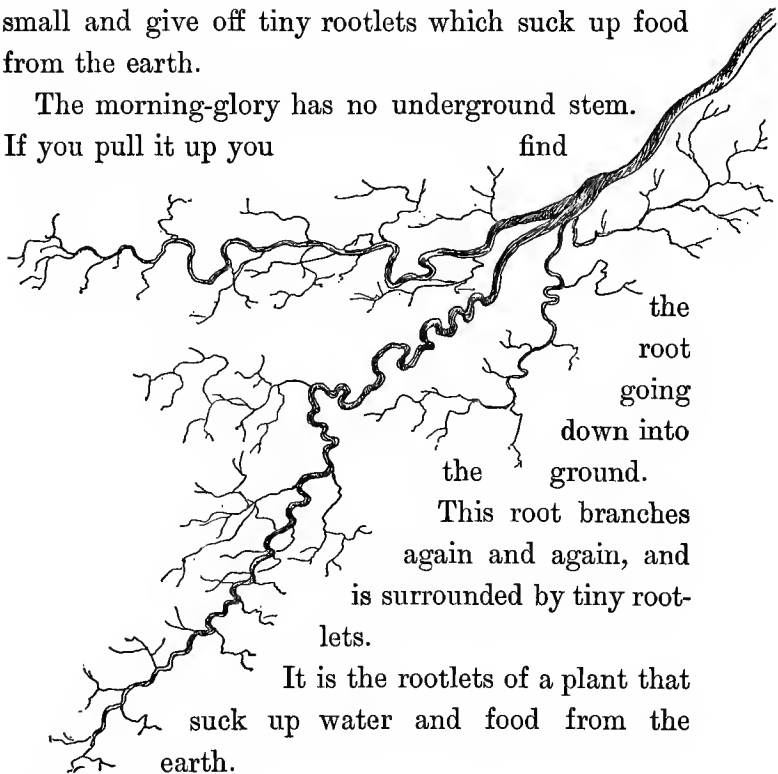 small and give off tiny rootlets which suck up food
from the earth.
The morning-glory has no underground stem.
If you pull it up you find
the
root
going
down into
the ground.
This root branches
again and again, and
is surrounded by tiny root-
lets.
It is the rootlets of a plant that
suck up water and food from the
earth.